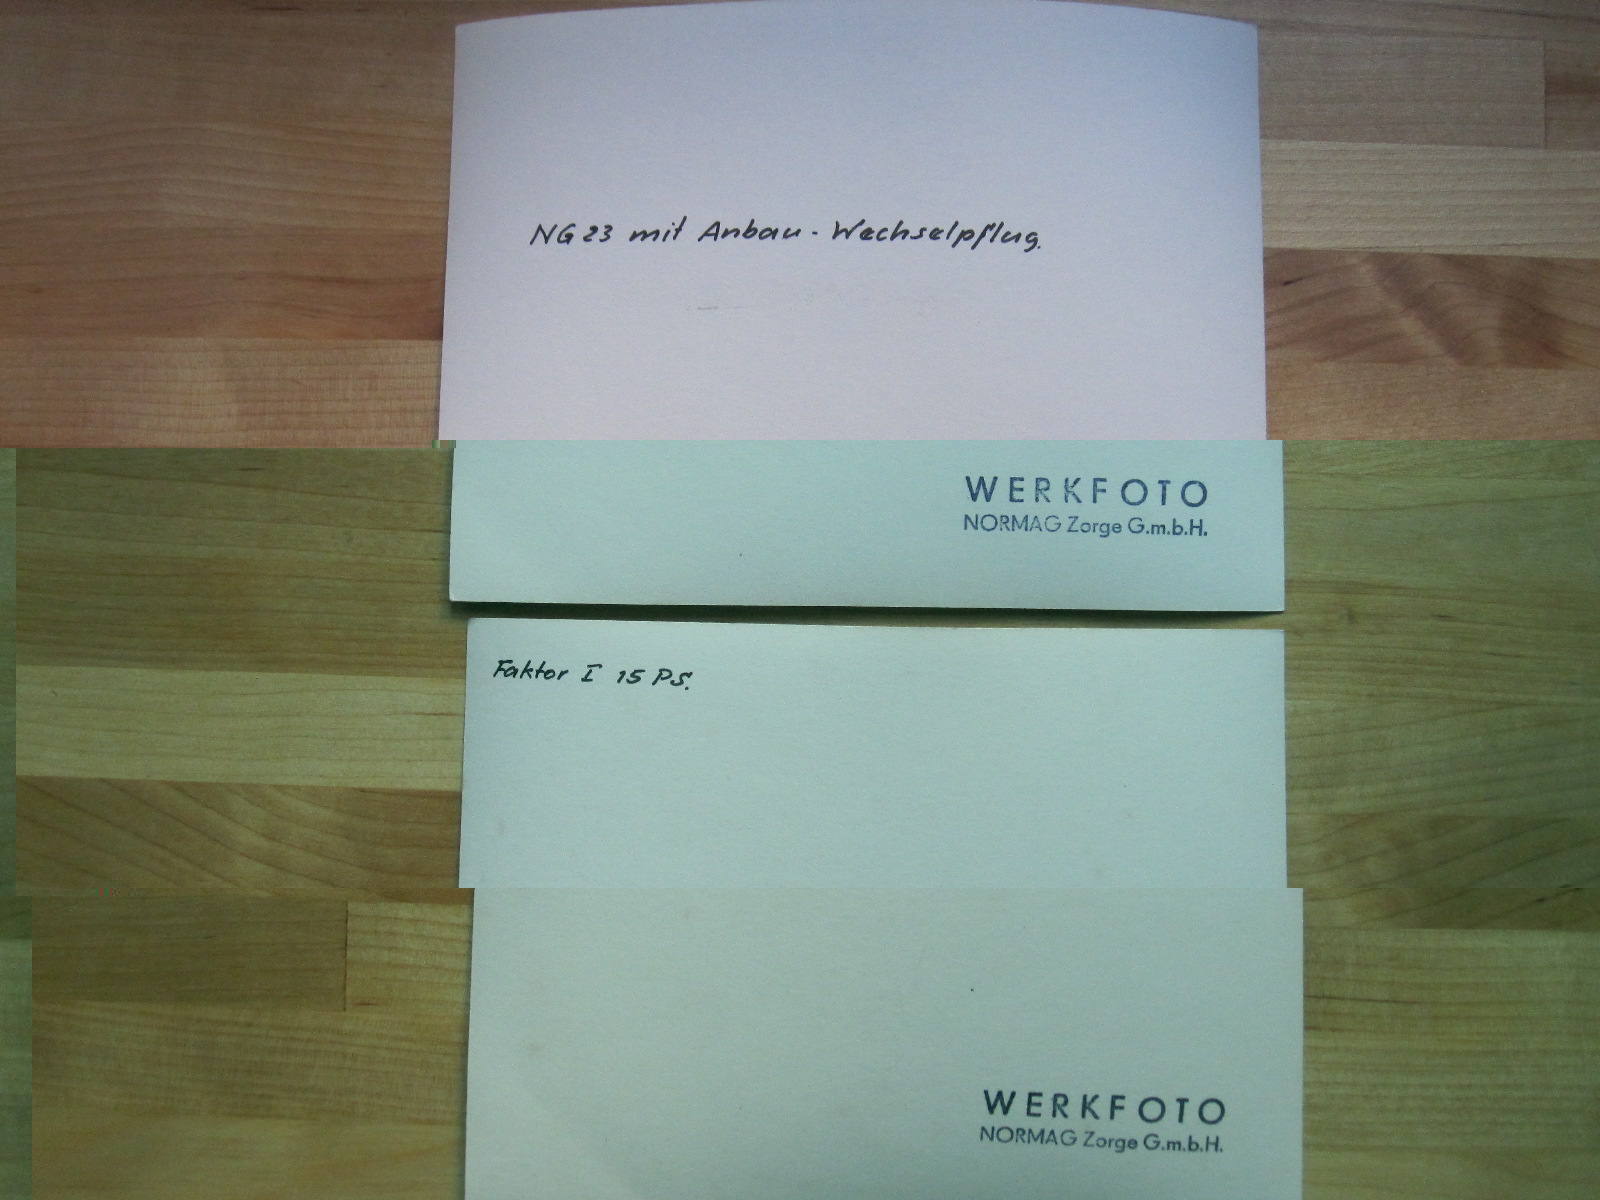 NG 23 mit Anbau-Wechselpflug.
WERKFOTO
NORMAG Zorge G.m.b.H.
Faktor I 15 PS.
WERKFOTO
NORMAG Zorge G.m.b.H.